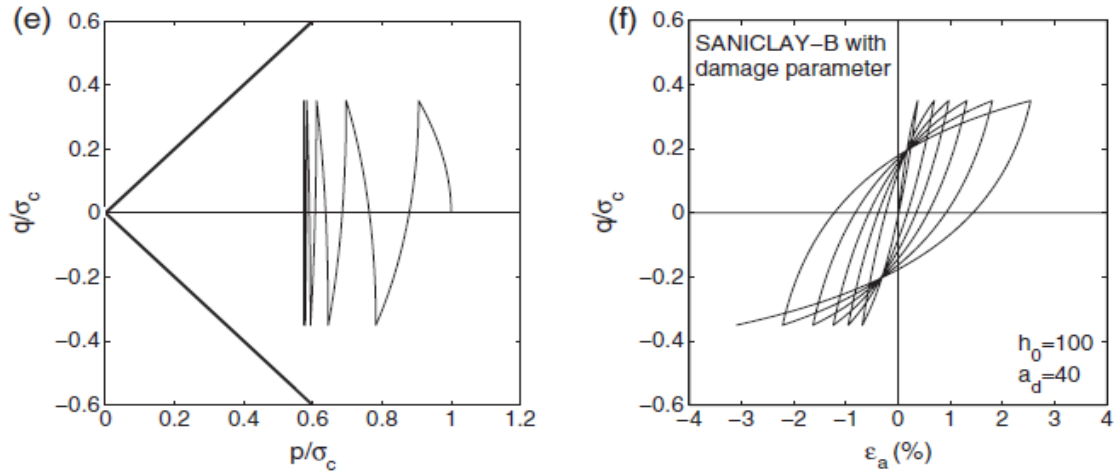 (e)
0.6
0.4
0.2
0
−0.2
−0.4
−0.6
q/σc
0 0.2 0.4 0.6 0.8 1 1.2
p/σc
(f)
0.6
0.4
0.2
0
−0.2
−0.4
−0.6
q/σc
SANICLAY−B with
damage parameter
h0=100
ad=40
−4 −3 −2 −1 0 1 2 3 4
εa (%)